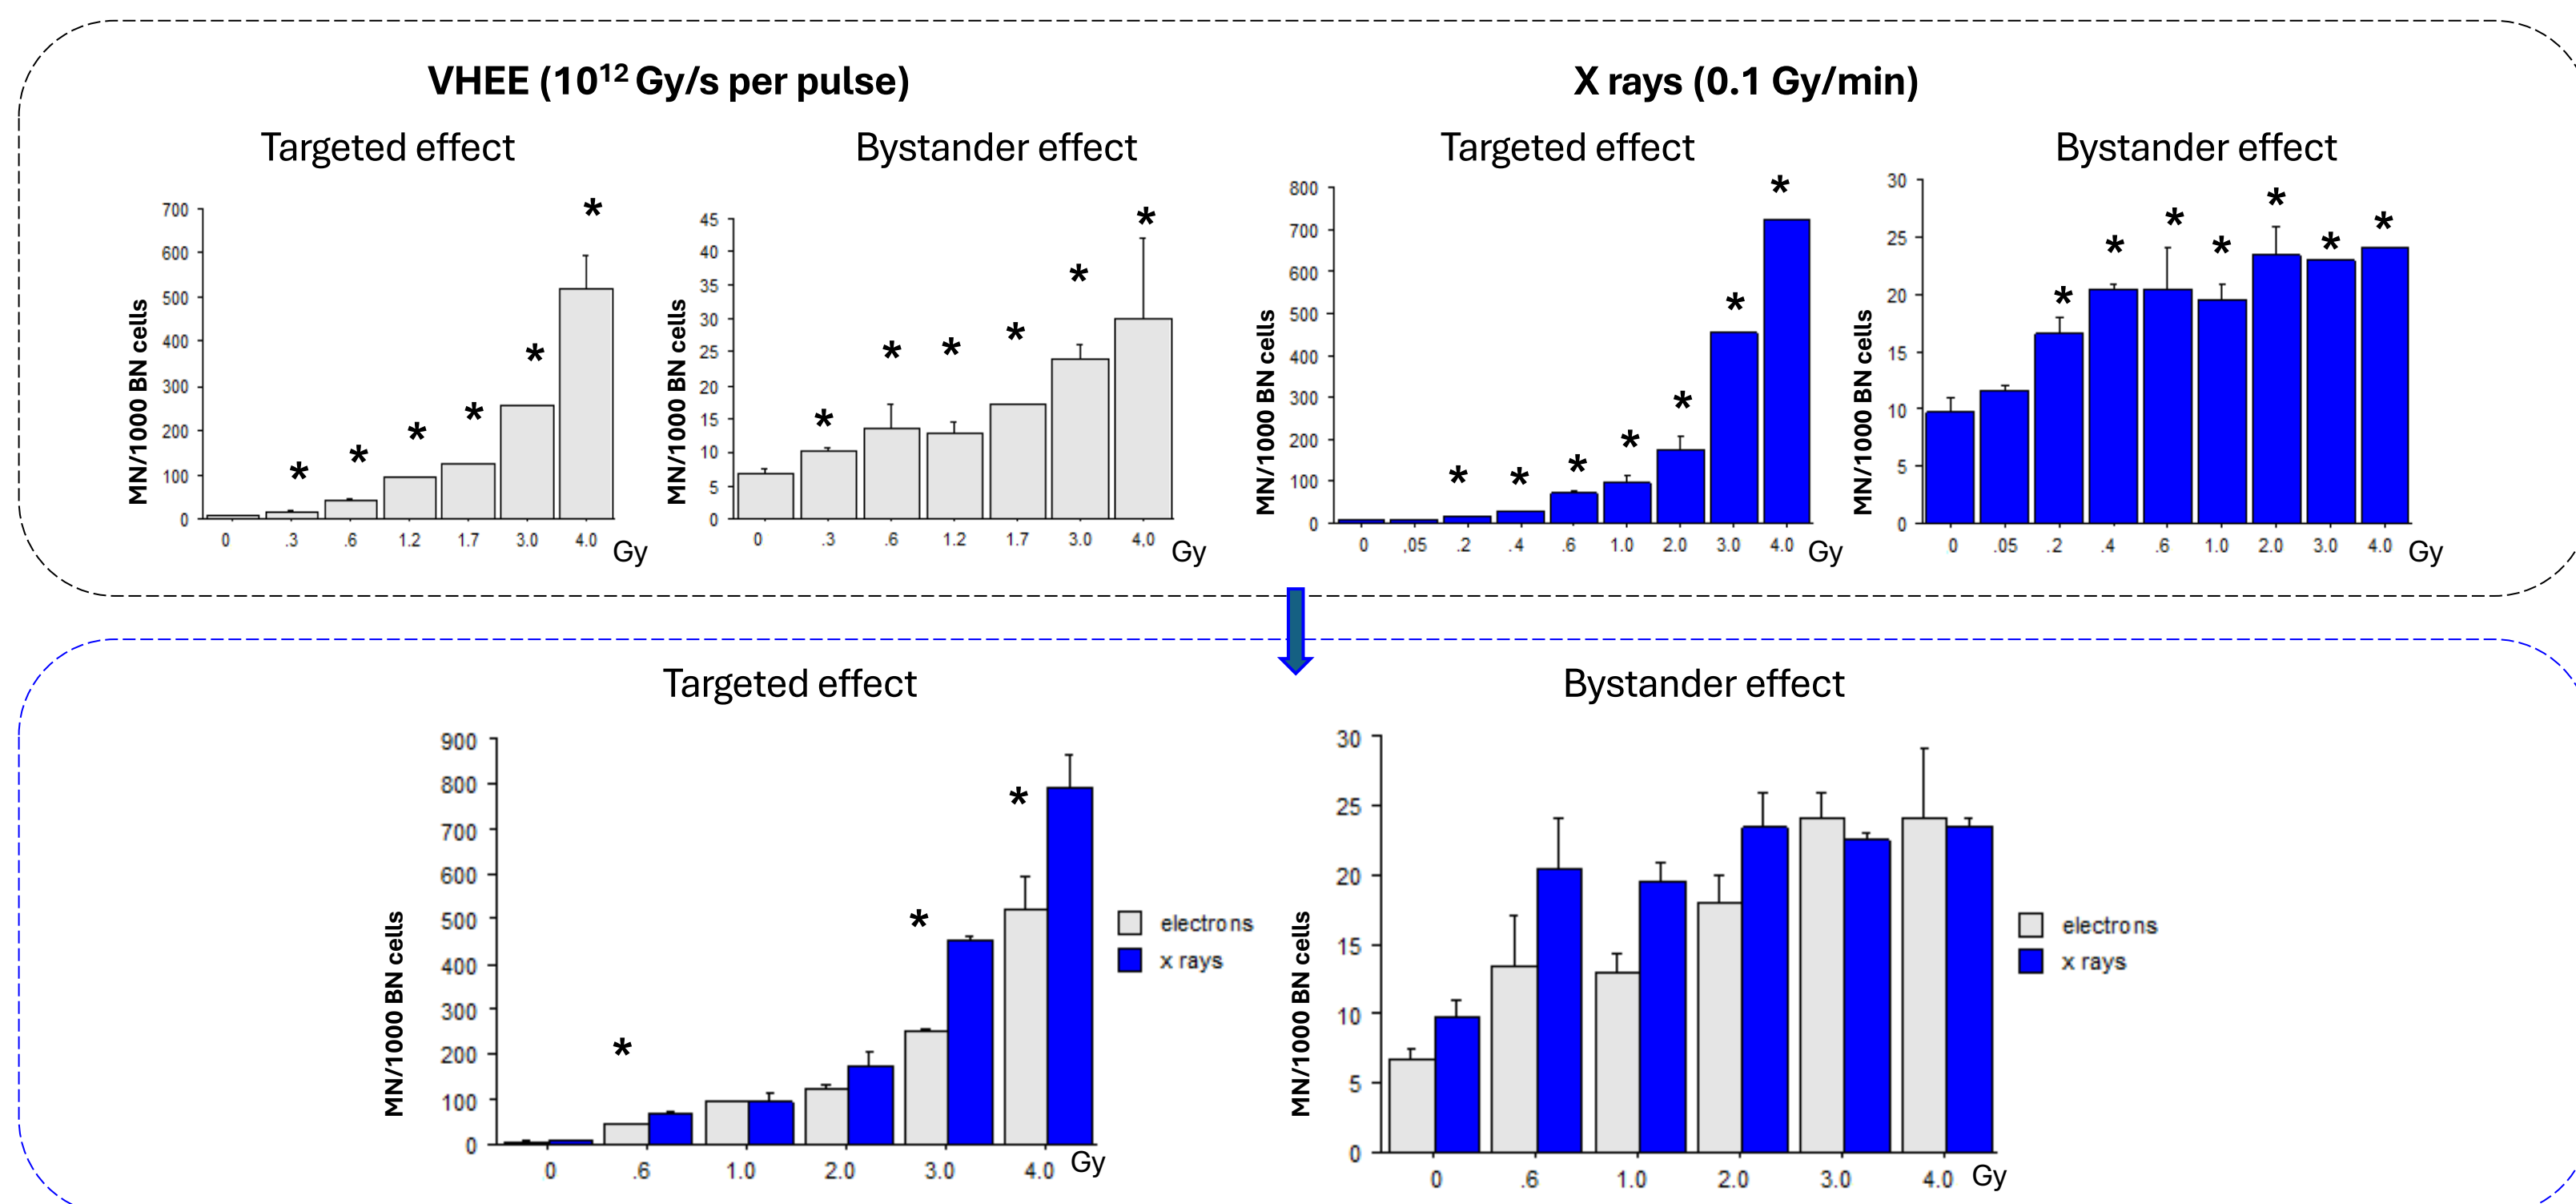 VHEE (10¹² Gy/s per pulse)
X rays (0.1 Gy/min)
Targeted effect
Bystander effect
Targeted effect
Bystander effect
MN/1000 BN cells
700
600
500
400
300
200
100
0
* * * * * *
0 .3 .6 1.2 1.7 3.0 4.0 Gy
MN/1000 BN cells
45
40
35
30
25
20
15
10
5
0
* * * * * *
0 .3 .6 1.2 1.7 3.0 4,0 Gy
MN/1000 BN cells
800
700
600
500
400
300
200
100
0
* * * * * * *
0 ,05 .2 .4 .6 1.0 2.0 3.0 4.0 Gy
MN/1000 BN cells
30
25
20
15
10
5
0
* * * * * * *
0 .05 .2 .4 .6 1.0 2.0 3.0 4.0 Gy
Targeted effect
Bystander effect
MN/1000 BN cells
900
800
700
600
500
400
300
200
100
0
* * *
0 .6 1.0 2.0 3.0 4.0 Gy
electrons
x rays
MN/1000 BN cells
30
25
20
15
10
5
0
0 .6 1.0 2.0 3.0 4.0 Gy
electrons
x rays